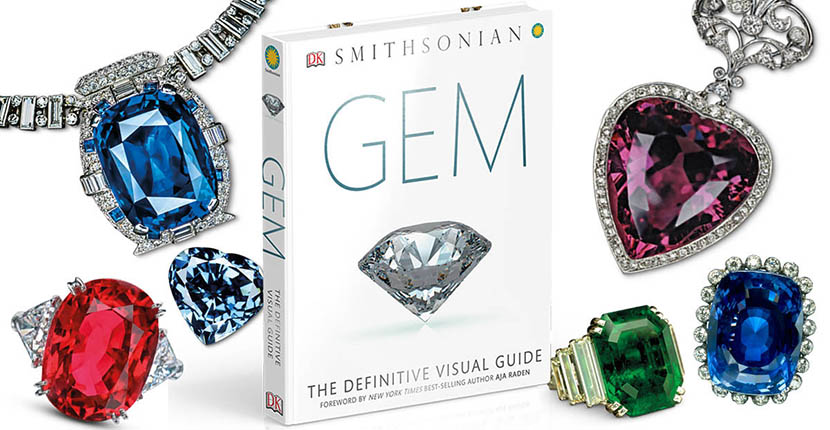 DK SMITHSONIAN
GEM
THE DEFINITIVE VISUAL GUIDE
FOREWORD BY NEW YORK TIMES BEST-SELLING AUTHOR AJA RADEN
Smithsonian
GEM
THE DEFINITIVE
VISUAL GUIDE
DK